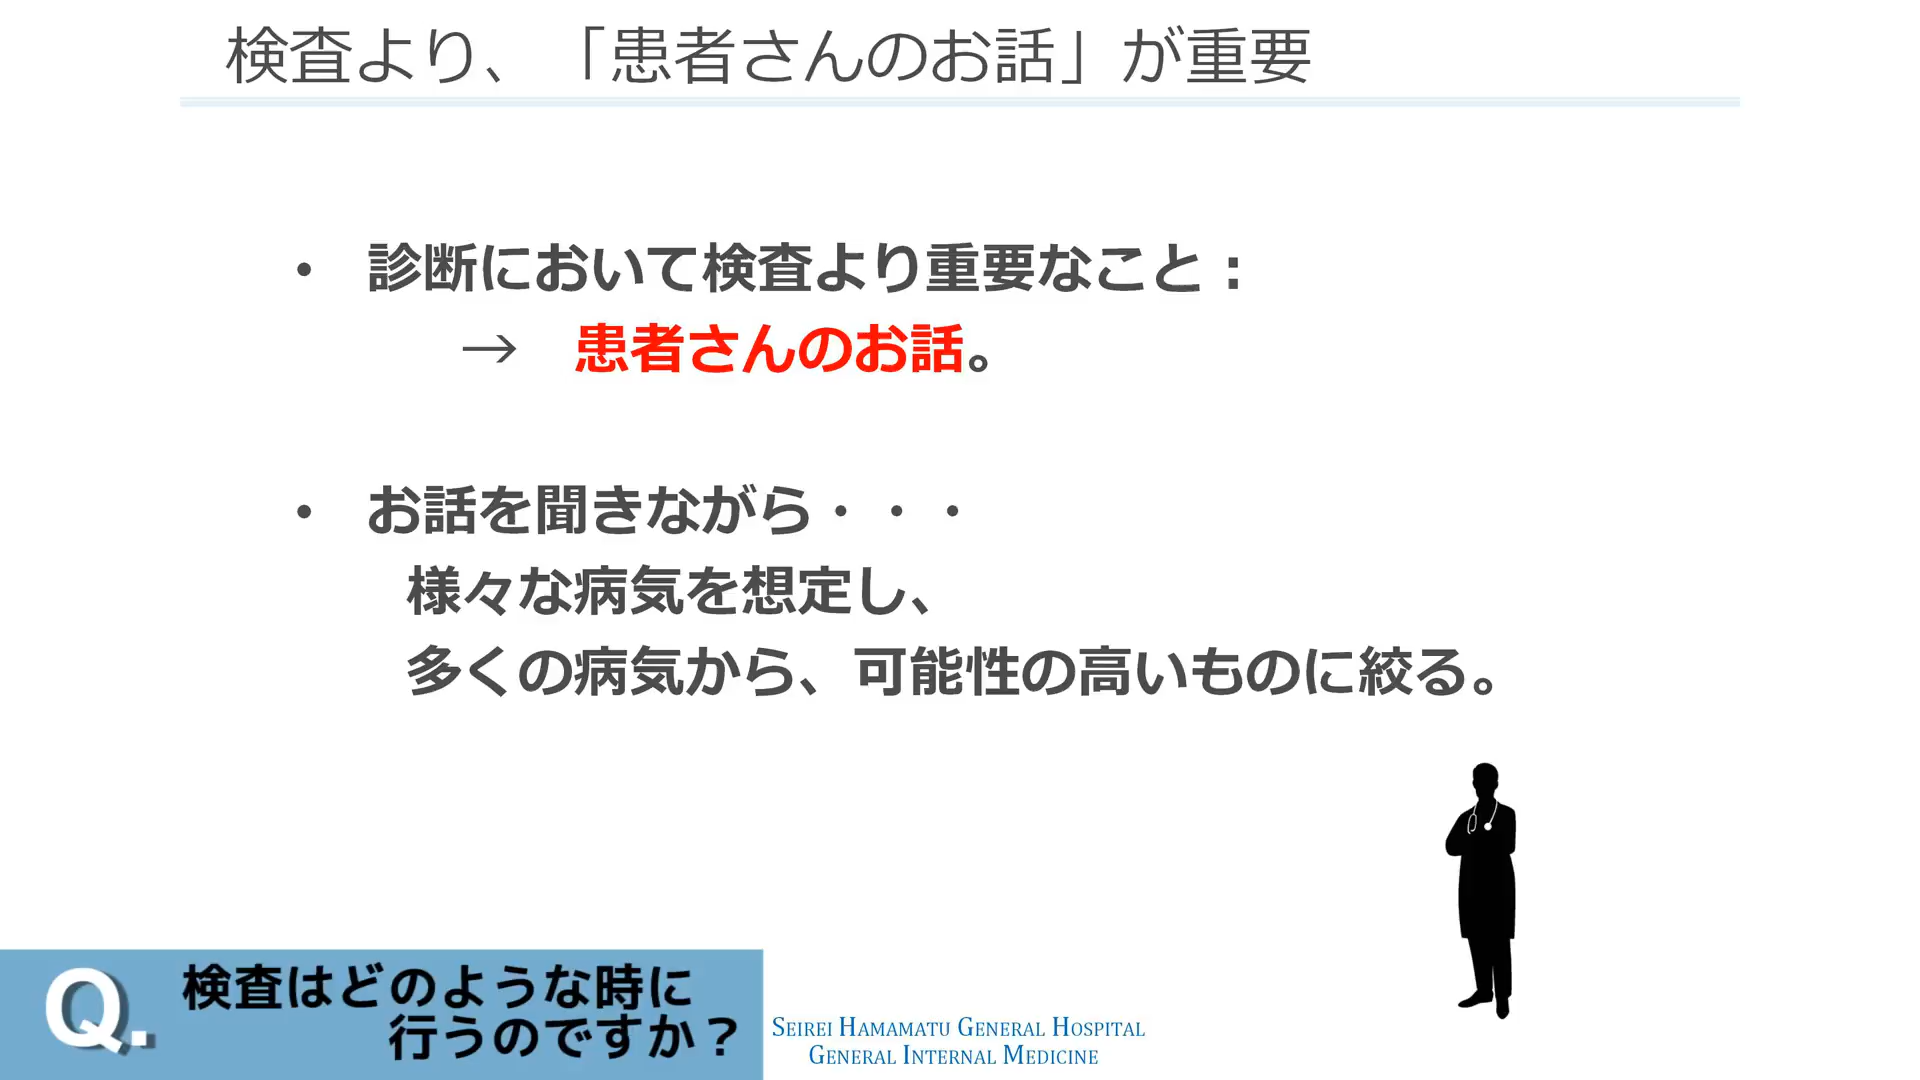 検査より、「患者さんのお話」が重要
• 診断において検査より重要なこと：
→ 患者さんのお話。
• お話を聞きながら・・・
様々な病気を想定し、
多くの病気から、可能性の高いものに絞る。
Q. 検査はどのような時に
行うのですか？
SEIREI HAMAMATU GENERAL HOSPITAL
GENERAL INTERNAL MEDICINE